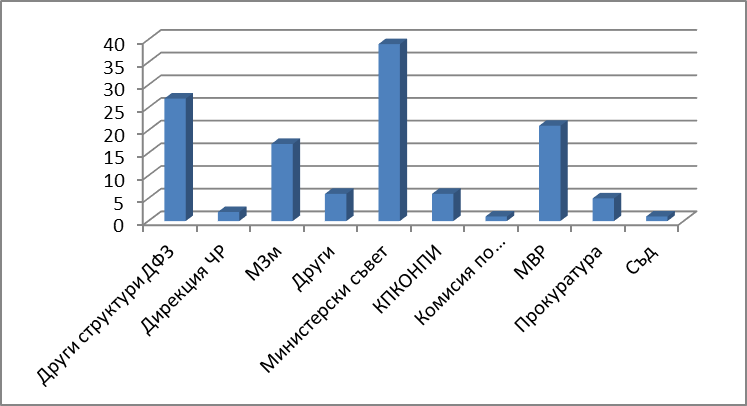 40
35
30
25
20
15
10
5
0
Други структури ДФЗ
Дирекция ЧР
МЗм
Други
Министерски съвет
КПКОНПИ
Комисия по...
МВР
Прокуратура
Съд